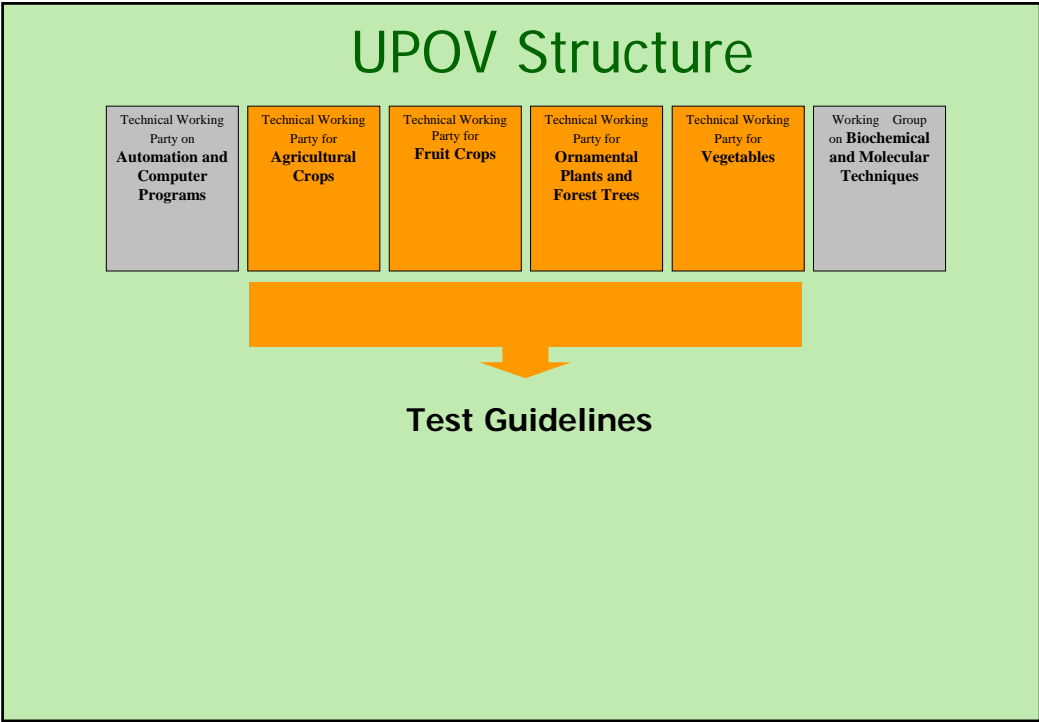 UPOV Structure
Technical Working
Party on
Automation and
Computer
Programs
Technical Working
Party for
Agricultural
Crops
Technical Working
Party for
Fruit Crops
Technical Working
Party for
Ornamental
Plants and
Forest Trees
Technical Working
Party for
Vegetables
Working Group
on Biochemical
and Molecular
Techniques
Test Guidelines